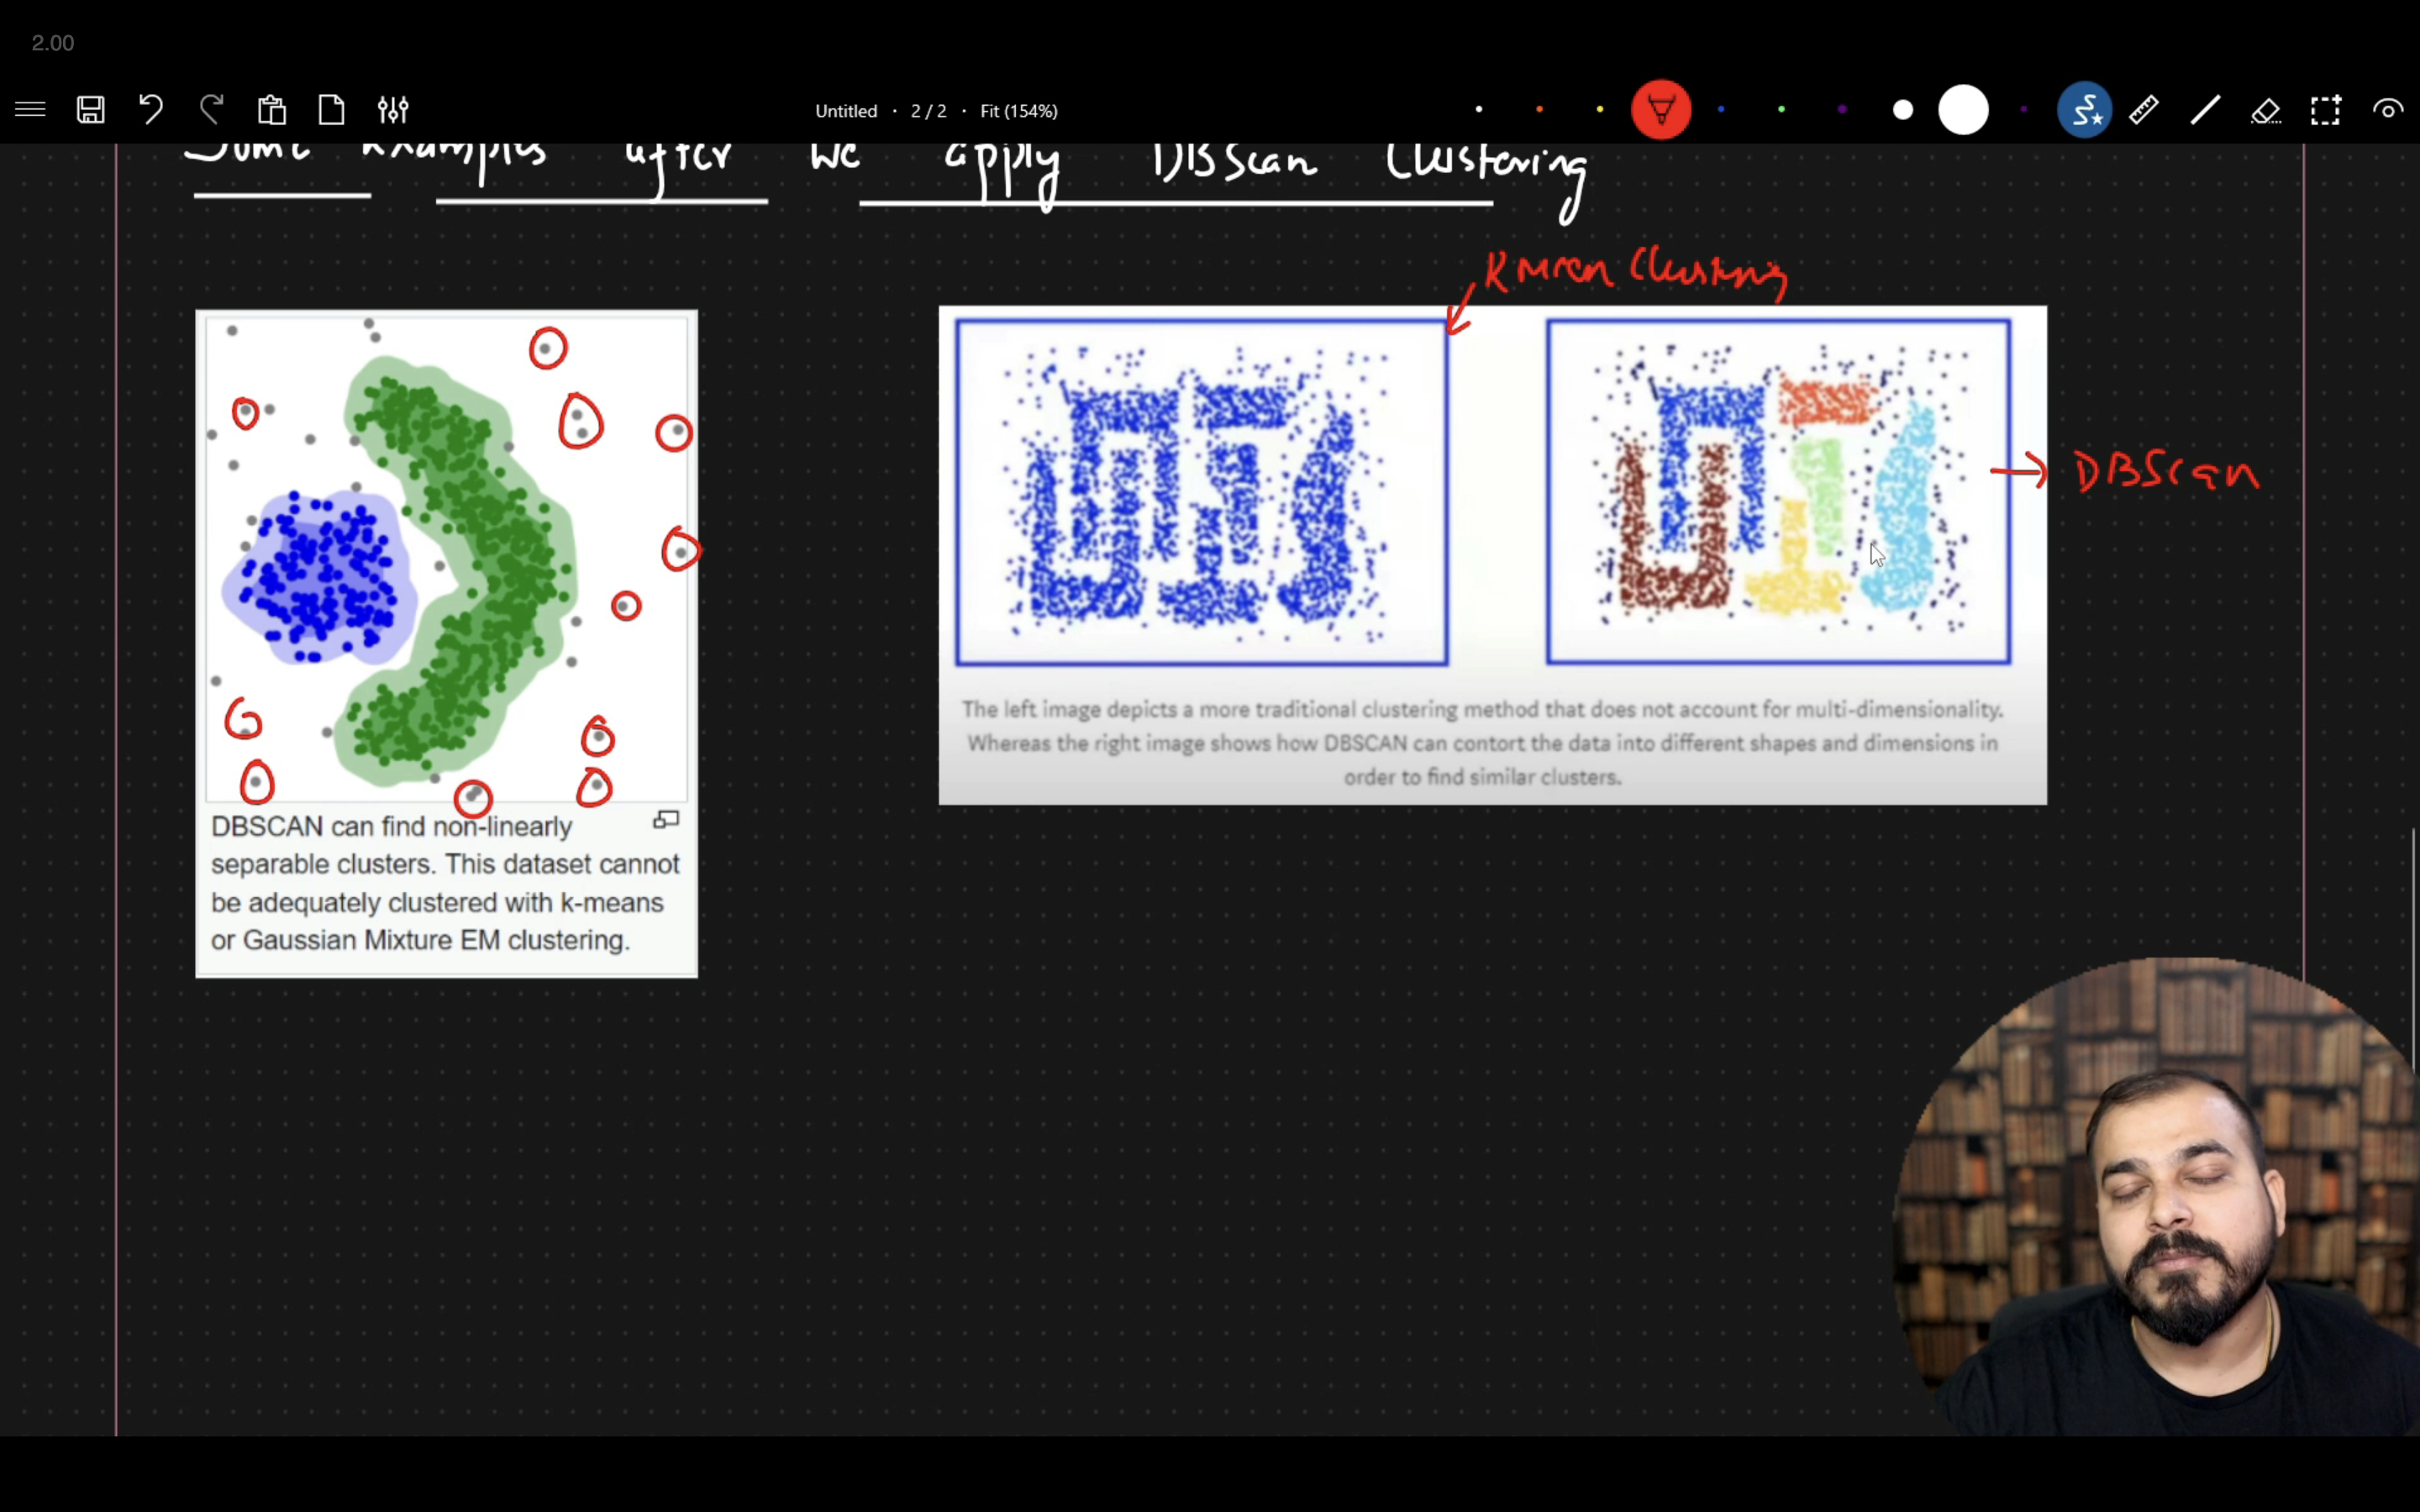 2.00
Untitled · 2 / 2 · Fit (154%)
Some Examples after we apply DBScan Clustering
K Mean Clustering
DBScan
DBSCAN can find non-linearly
separable clusters. This dataset cannot
be adequately clustered with k-means
or Gaussian Mixture EM clustering.
The left image depicts a more traditional clustering method that does not account for multi-dimensionality.
Whereas the right image shows how DBSCAN can contort the data into different shapes and dimensions in
order to find similar clusters.